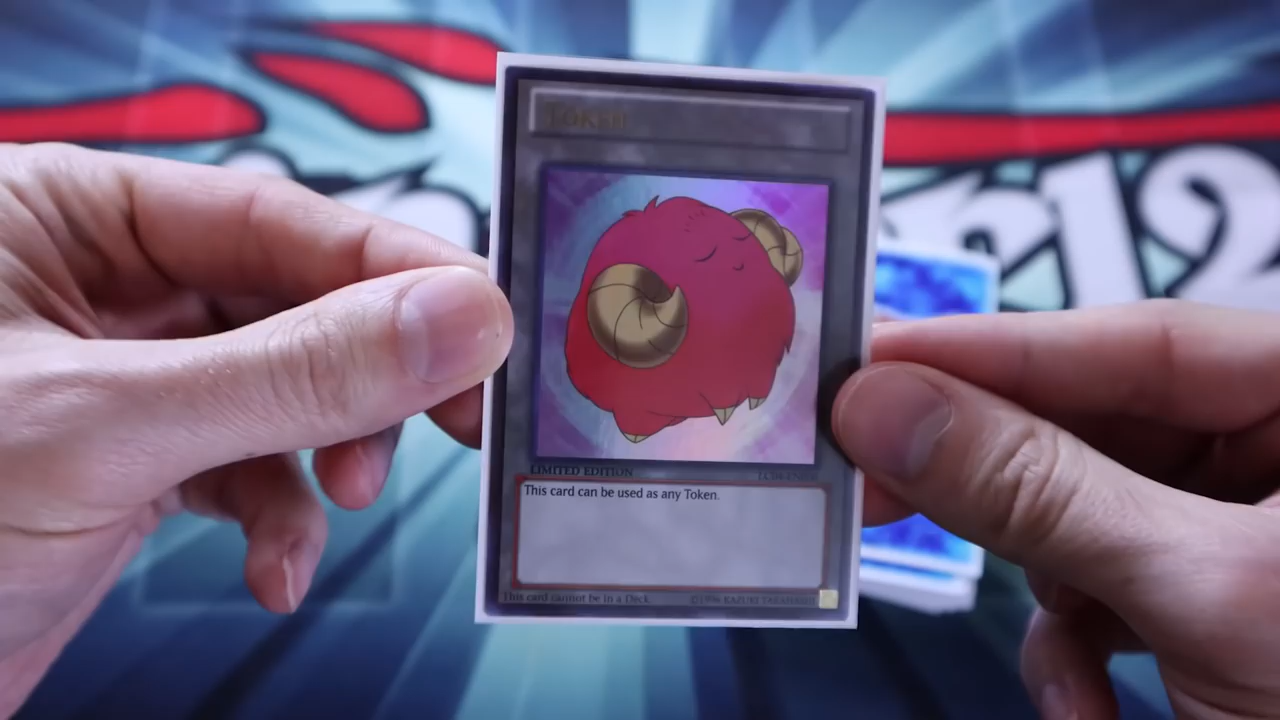 Token
LIMITED EDITION
This card can be used as any Token.
This card cannot be in a Deck.
©1996 KAZUKI TAKAHASHI